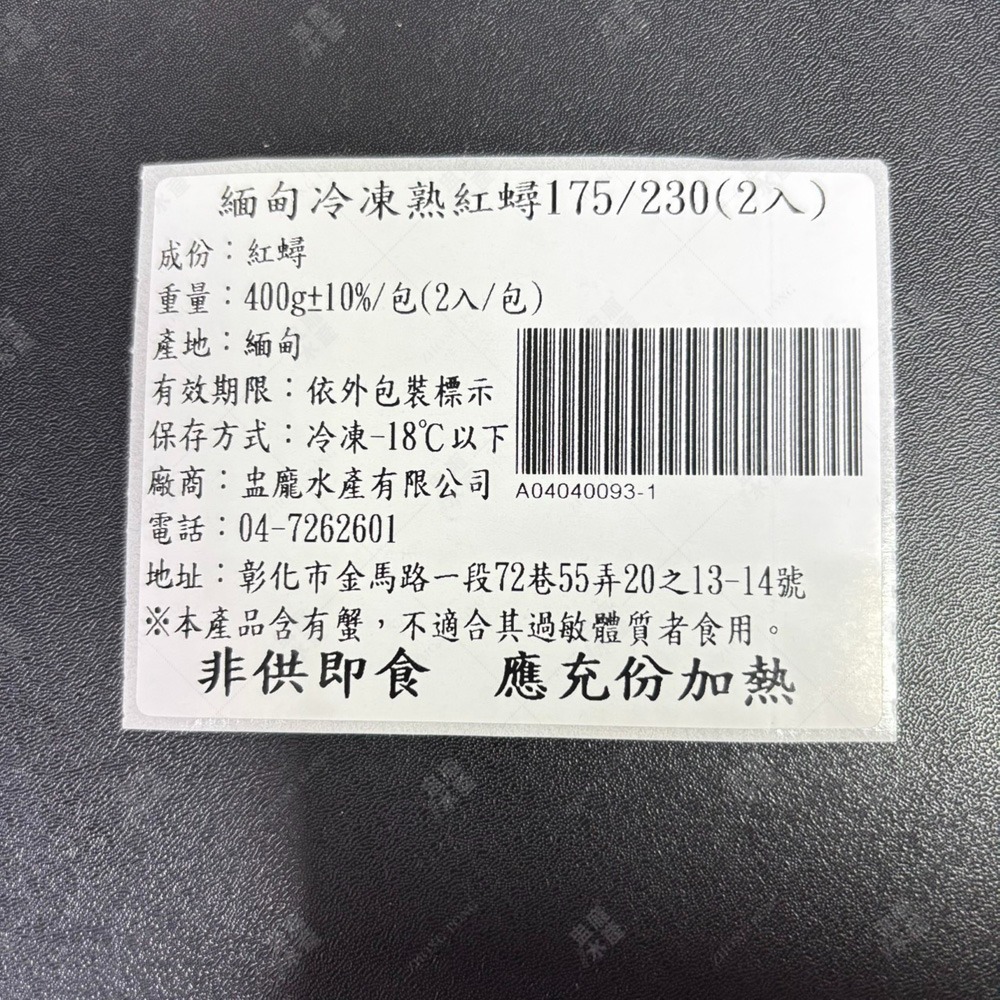 緬甸冷凍熟紅蟳175/230(2入)
成份：紅蟳
重量：400g±10%/包(2入/包)
產地：緬甸
有效期限：依外包裝標示
保存方式：冷凍-18℃以下
廠商：盅龐水產有限公司
A04040093-1
電話：04-7262601
地址：彰化市金馬路一段72巷55弄20之13-14號
※本產品含有蟹，不適合其過敏體質者食用。
非供即食　應充份加熱